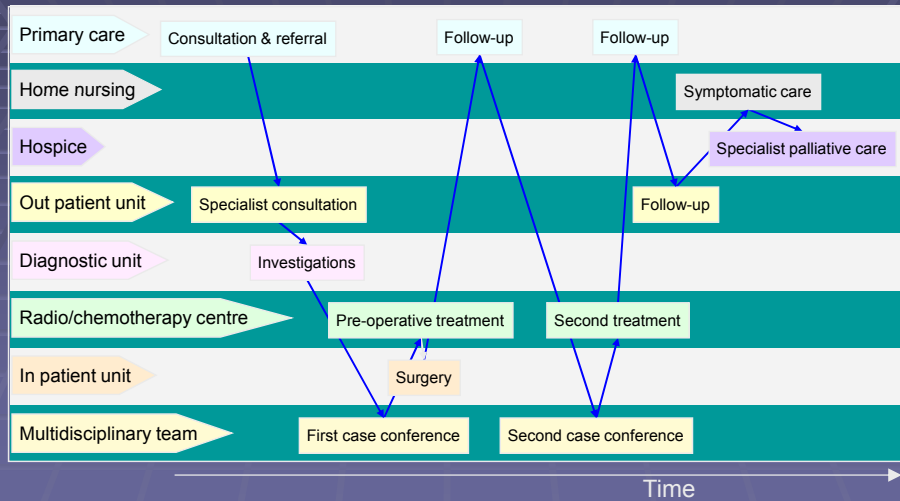 Primary care
Consultation & referral
Follow-up
Follow-up
Home nursing
Symptomatic care
Hospice
Specialist palliative care
Out patient unit
Specialist consultation
Follow-up
Diagnostic unit
Investigations
Radio/chemotherapy centre
Pre-operative treatment
Second treatment
In patient unit
Surgery
Multidisciplinary team
First case conference
Second case conference
Time